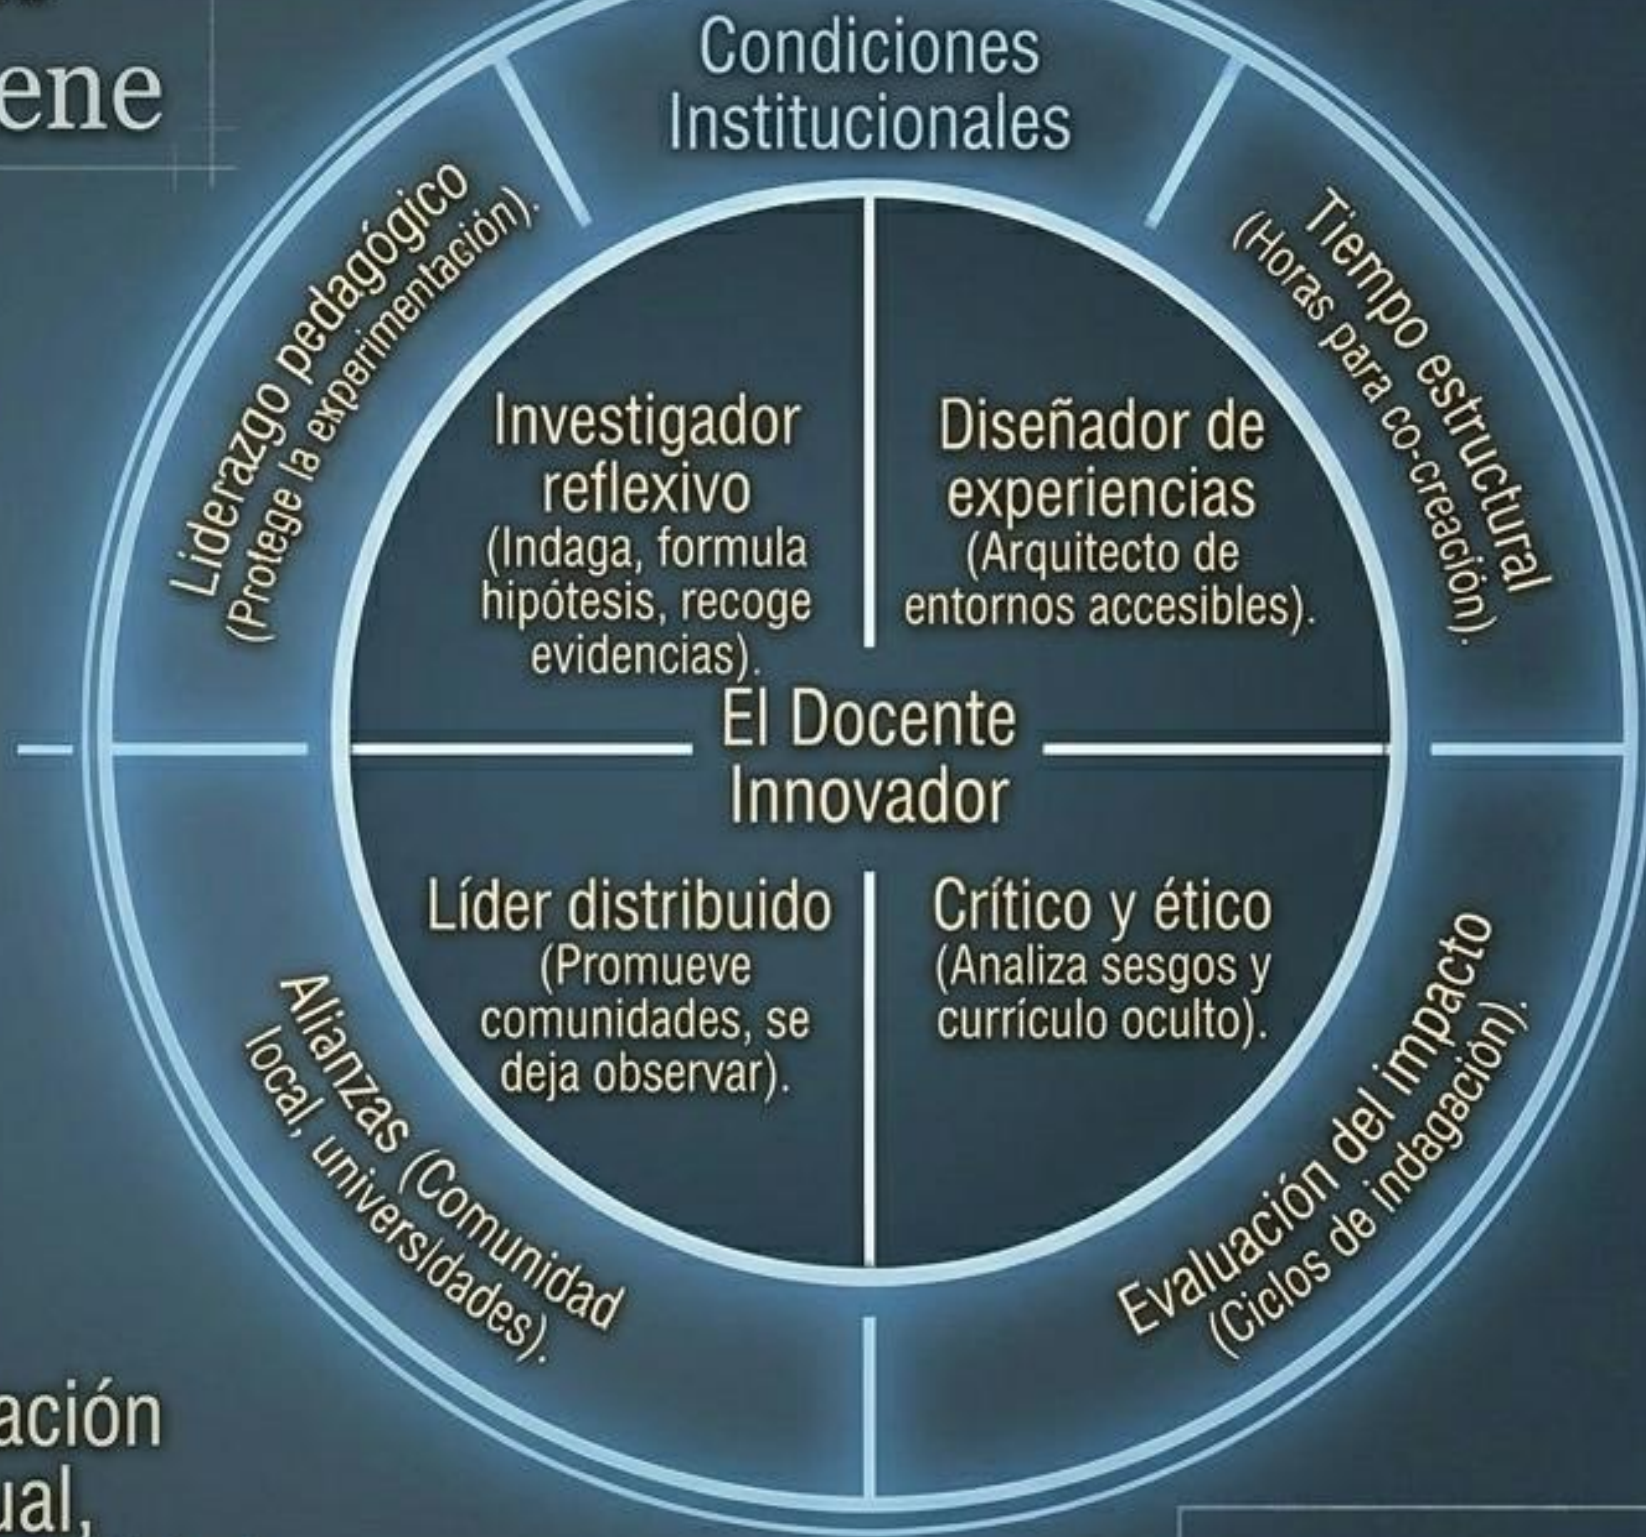 ene
Condiciones
Institucionales
Liderazgo pedagógico
(Protege la experimentación).
Tiempo estructural
(Horas para co-creación).
Investigador
reflexivo
(Indaga, formula
hipótesis, recoge
evidencias).
Diseñador de
experiencias
(Arquitecto de
entornos accesibles).
El Docente
Innovador
Líder distribuido
(Promueve
comunidades, se
deja observar).
Crítico y ético
(Analiza sesgos y
currículo oculto).
Alianzas (Comunidad
local, universidades).
Evaluación del impacto
(Ciclos de indagación).
ación
ual,